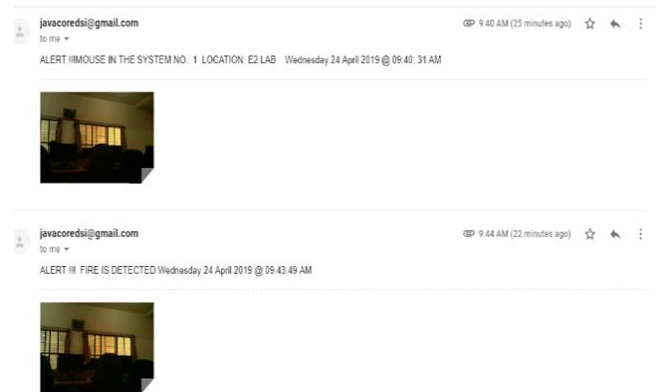 javacoredsi@gmail.com 9:40 AM (25 minutes ago)
to me
ALERT !!!MOUSE IN THE SYSTEM NO.: 1 LOCATION: E2 LAB Wednesday 24 April 2019 @ 09:40: 31 AM
javacoredsi@gmail.com 9:44 AM (22 minutes ago)
to me
ALERT !!! FIRE IS DETECTED Wednesday 24 April 2019 @ 09.43.49 AM